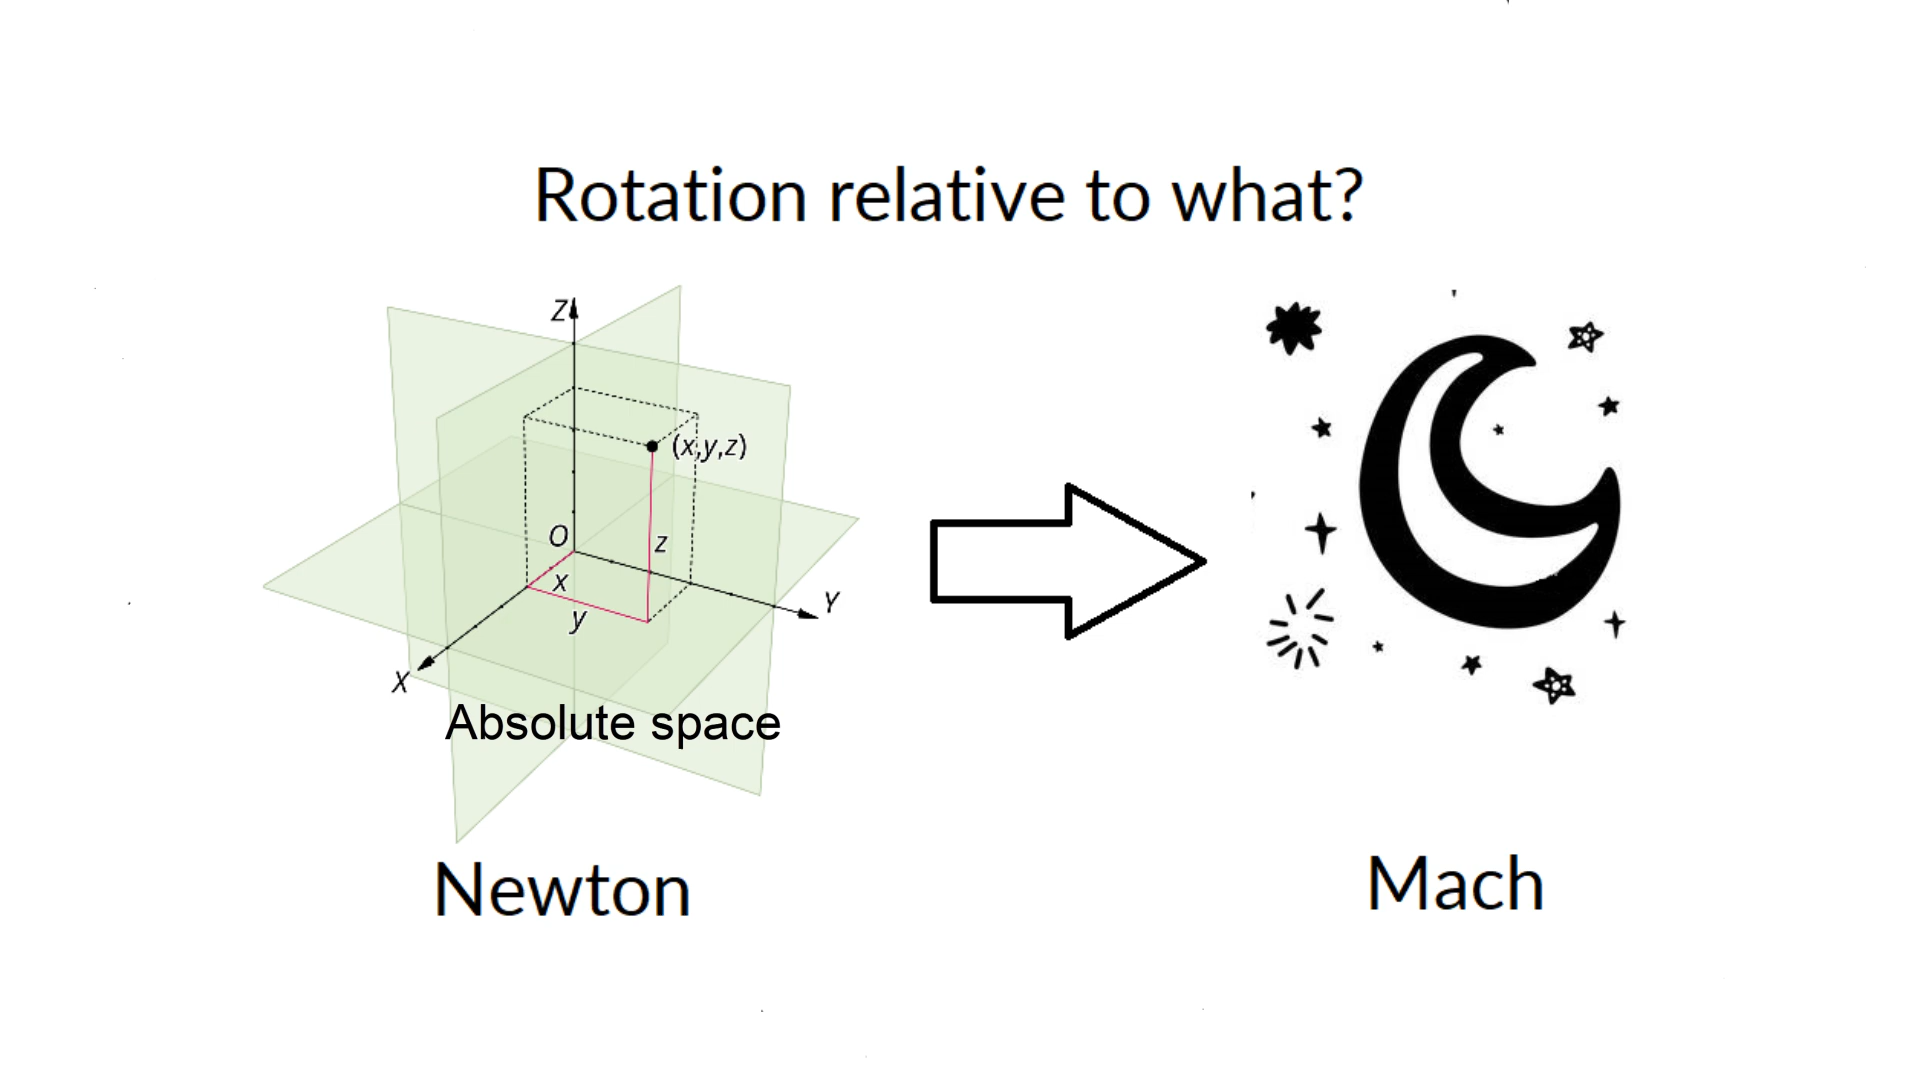 Rotation relative to what?
Z
(x,y,z)
O
z
x
y
Y
X
Absolute space
Newton
Mach